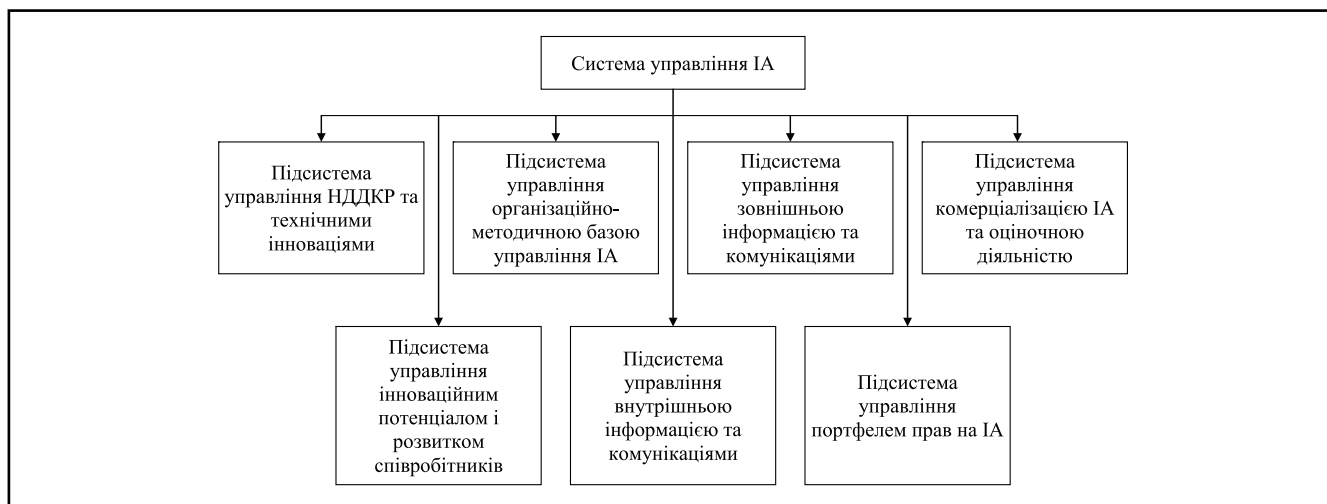 Система управління ІА
Підсистема
управління НДДКР та
технічними
інноваціями
Підсистема
управління
організаційно-
методичною базою
управління ІА
Підсистема
управління
зовнішньою
інформацією та
комунікаціями
Підсистема
управління
комерціалізацією ІА
та оціночною
діяльністю
Підсистема
управління
інноваційним
потенціалом і
розвитком
співробітників
Підсистема
управління
внутрішньою
інформацією та
комунікаціями
Підсистема
управління
портфелем прав на ІА